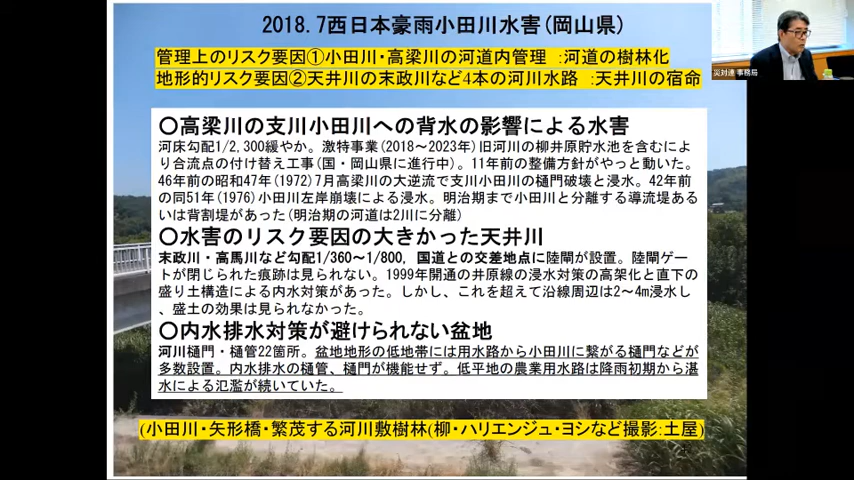 2018.7西日本豪雨小田川水害(岡山県)
管理上のリスク要因①小田川・高梁川の河道内管理 :河道の樹林化
地形的リスク要因②天井川の末政川など4本の河川水路 :天井川の宿命
災対連 事務局
〇高梁川の支川小田川への背水の影響による水害
河床勾配1/2,300緩やか。激特事業(2018～2023年)旧河川の柳井原貯水池を含むによ
り合流点の付け替え工事(国・岡山県に進行中)。11年前の整備方針がやっと動いた。
46年前の昭和47年(1972)7月高梁川の大逆流で支川小田川の樋門破壊と浸水。42年前
の同51年(1976)小田川左岸崩壊による浸水。明治期まで小田川と分離する導流堤ある
いは背割堤があった(明治期の河道は2川に分離)
〇水害のリスク要因の大きかった天井川
末政川・高馬川など勾配1/360～1/800，国道との交差地点に陸閘が設置。陸閘ゲー
トが閉じられた痕跡は見られない。1999年開通の井原線の浸水対策の高架化と直下の
盛り土構造による内水対策があった。しかし、これを超えて沿線周辺は2～4m浸水し
、盛土の効果は見られなかった。
〇内水排水対策が避けられない盆地
河川樋門・樋管22箇所。盆地地形の低地帯には用水路から小田川に繋がる樋門などが
多数設置。内水排水の樋管、樋門が機能せず。低平地の農業用水路は降雨初期から湛
水による氾濫が続いていた。
(小田川・矢形橋・繁茂する河川敷樹林(柳・ハリエンジュ・ヨシなど撮影:土屋)